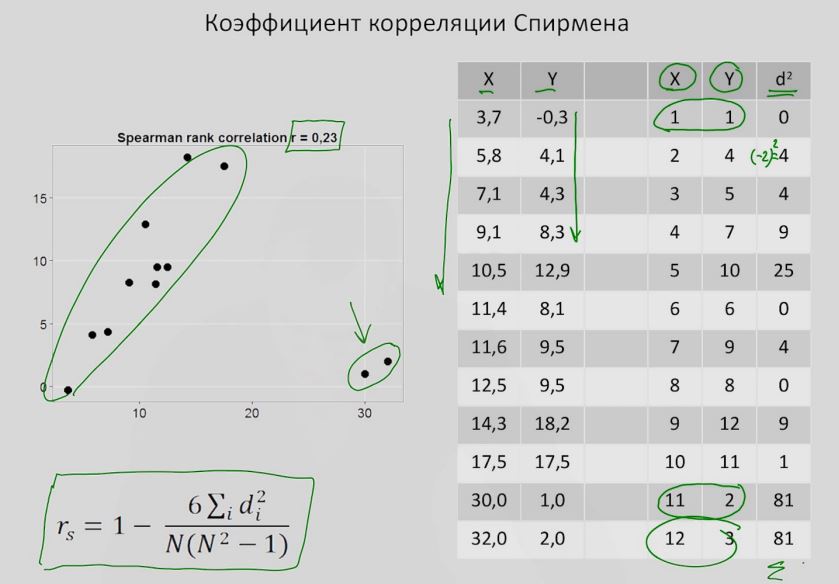 Коэффициент корреляции Спирмена
Spearman rank correlation r = 0,23
15
10
5
0
10 20 30
r_s = 1 − 6 Σ_i d_i^2 / N(N^2 − 1)
X Y X Y d²
3,7 -0,3 1 1 0
5,8 4,1 2 4 (-2)²= 4
7,1 4,3 3 5 4
9,1 8,3 4 7 9
10,5 12,9 5 10 25
11,4 8,1 6 6 0
11,6 9,5 7 9 4
12,5 9,5 8 8 0
14,3 18,2 9 12 9
17,5 17,5 10 11 1
30,0 1,0 11 2 81
32,0 2,0 12 3 81
Σ